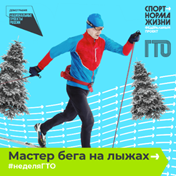 СПОРТ
НОРМА
ЖИЗНИ
ГТО
Мастер бега на лыжах
#неделяГТО